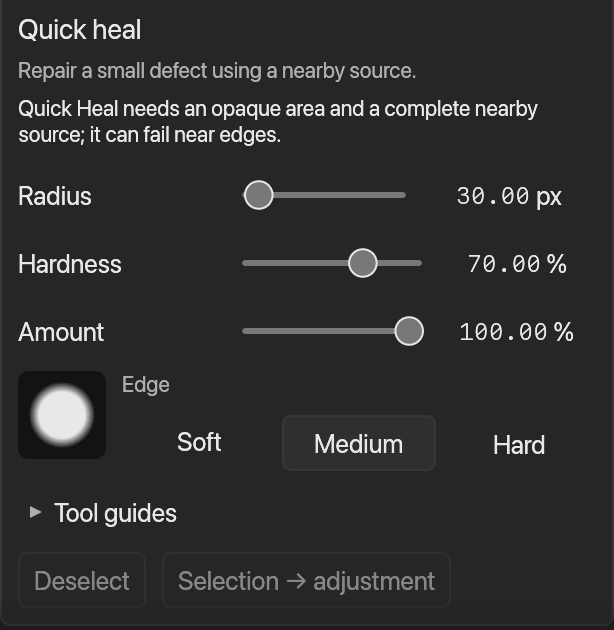 Quick heal
Repair a small defect using a nearby source.
Quick Heal needs an opaque area and a complete nearby
source; it can fail near edges.
Radius 30.00 px
Hardness 70.00 %
Amount 100.00 %
Edge
Soft Medium Hard
Tool guides
Deselect Selection → adjustment